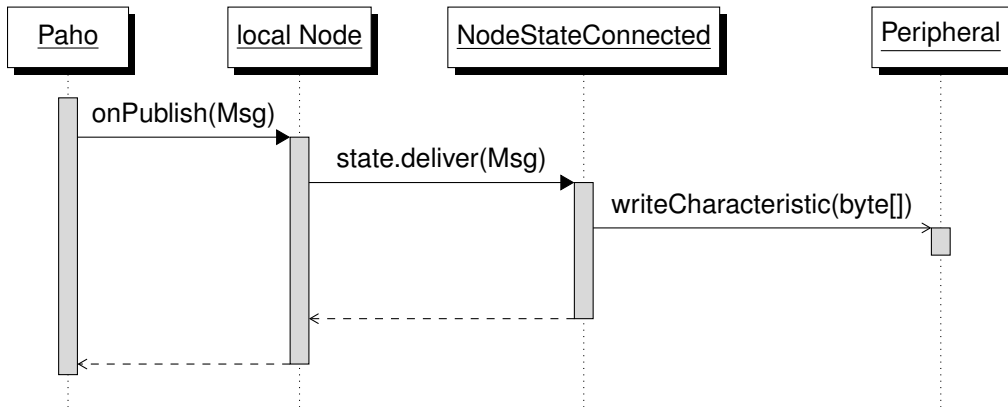 Paho
local Node
NodeStateConnected
Peripheral
onPublish(Msg)
state.deliver(Msg)
writeCharacteristic(byte[])